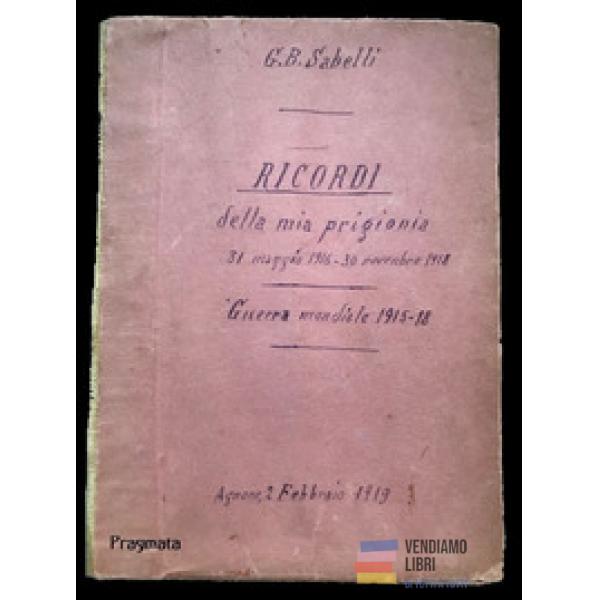 G.B. Sabelli
RICORDI
della mia prigionia
31 maggio 1916-30 novembre 1918
Guerra mondiale 1915-18
Agnone, 2 Febbraio 1919
Pragmata
VENDIAMO
LIBRI